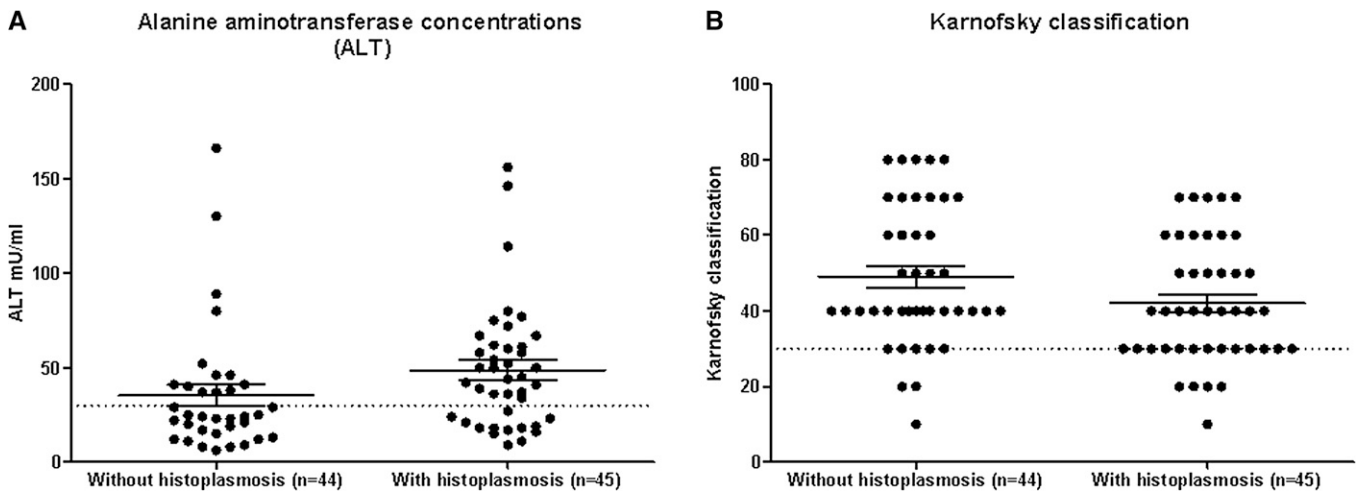 A
Alanine aminotransferase concentrations
(ALT)
200
150
100
50
0
ALT mU/ml
Without histoplasmosis (n=44)
With histoplasmosis (n=45)
B
Karnofsky classification
100
80
60
40
20
0
Karnofsky classification
Without histoplasmosis (n=44)
With histoplasmosis (n=45)